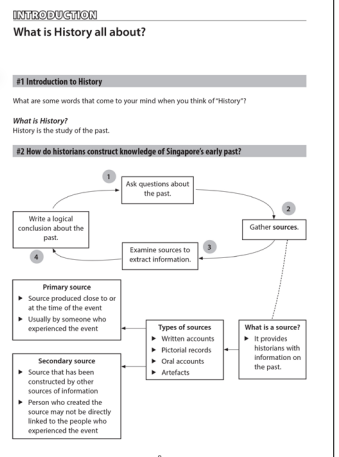 INTRODUCTION
What is History all about?
#1 Introduction to History
What are some words that come to your mind when you think of "History"?
What is History?
History is the study of the past.
#2 How do historians construct knowledge of Singapore's early past?
1
Ask questions about
the past.
2
Gather sources.
3
Examine sources to
extract information.
Write a logical
conclusion about the
past.
4
Primary source
► Source produced close to or
at the time of the event
► Usually by someone who
experienced the event
Secondary source
► Source that has been
constructed by other
sources of information
► Person who created the
source may not be directly
linked to the people who
experienced the event
Types of sources
► Written accounts
► Pictorial records
► Oral accounts
► Artefacts
What is a source?
► It provides
historians with
information on
the past.